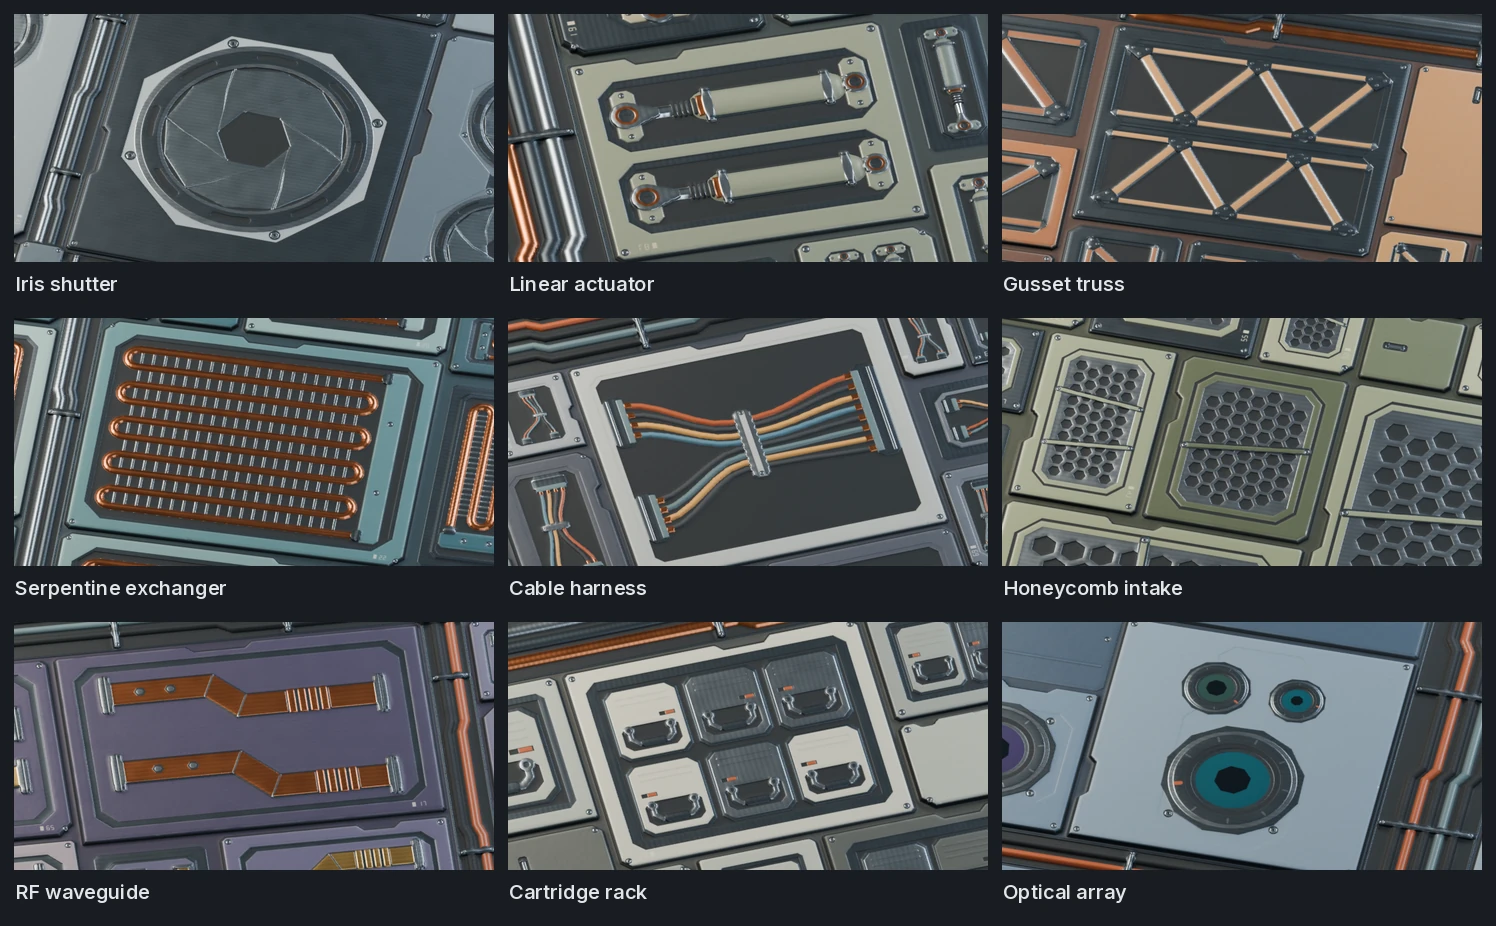 Iris shutter
Linear actuator
Gusset truss
Serpentine exchanger
Cable harness
Honeycomb intake
RF waveguide
Cartridge rack
Optical array